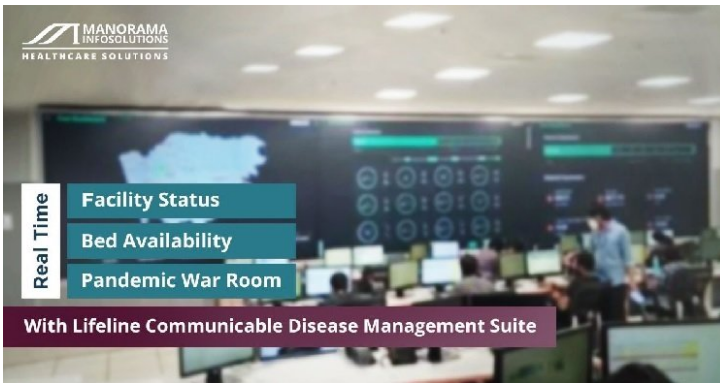 MANORAMA
INFOSOLUTIONS
HEALTHCARE SOLUTIONS
Real Time
Facility Status
Bed Availability
Pandemic War Room
With Lifeline Communicable Disease Management Suite